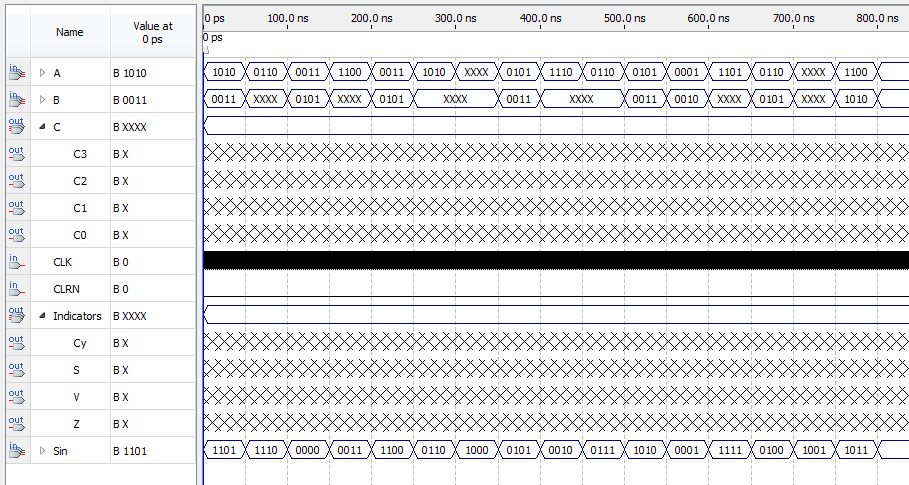 Name Value at 0 ps 0 ps 100.0 ns 200.0 ns 300.0 ns 400.0 ns 500.0 ns 600.0 ns 700.0 ns 800.0 ns
0 ps
in A B 1010 1010 0110 0011 1100 0011 1010 XXXX 0101 1110 0110 0101 0001 1101 0110 XXXX 1100
in B B 0011 0011 XXXX 0101 XXXX 0101 XXXX 0011 XXXX 0011 0010 XXXX 0101 XXXX 1010
out C B XXXX
out C3 B X
out C2 B X
out C1 B X
out C0 B X
in CLK B 0
in CLRN B 0
out Indicators B XXXX
out Cy B X
out S B X
out V B X
out Z B X
in Sin B 1101 1101 1110 0000 0011 1100 0110 1000 0101 0010 0111 1010 0001 1111 0100 1001 1011